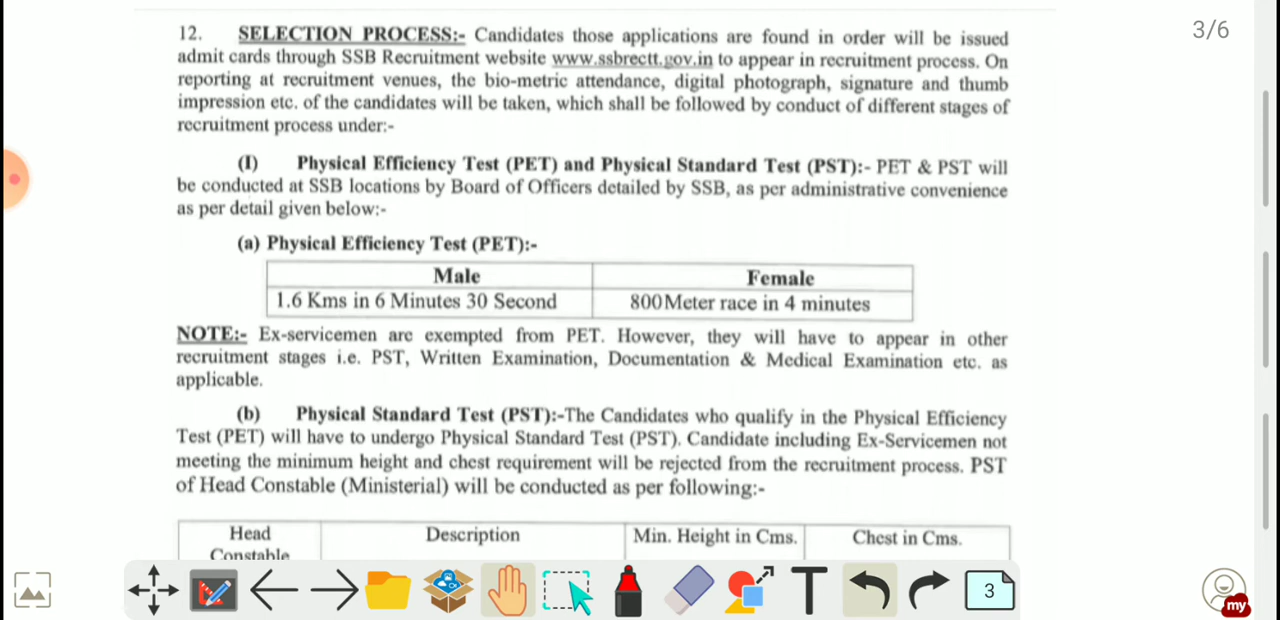 3/6
12. SELECTION PROCESS:- Candidates those applications are found in order will be issued
admit cards through SSB Recruitment website www.ssbrectt.gov.in to appear in recruitment process. On
reporting at recruitment venues, the bio-metric attendance, digital photograph, signature and thumb
impression etc. of the candidates will be taken, which shall be followed by conduct of different stages of
recruitment process under:-
(I) Physical Efficiency Test (PET) and Physical Standard Test (PST):- PET & PST will
be conducted at SSB locations by Board of Officers detailed by SSB, as per administrative convenience
as per detail given below:-
(a) Physical Efficiency Test (PET):-
Male Female
1.6 Kms in 6 Minutes 30 Second 800 Meter race in 4 minutes
NOTE:- Ex-servicemen are exempted from PET. However, they will have to appear in other
recruitment stages i.e. PST, Written Examination, Documentation & Medical Examination etc. as
applicable.
(b) Physical Standard Test (PST):-The Candidates who qualify in the Physical Efficiency
Test (PET) will have to undergo Physical Standard Test (PST). Candidate including Ex-Servicemen not
meeting the minimum height and chest requirement will be rejected from the recruitment process. PST
of Head Constable (Ministerial) will be conducted as per following:-
Head Description Min. Height in Cms. Chest in Cms.
Constable
T
3
my